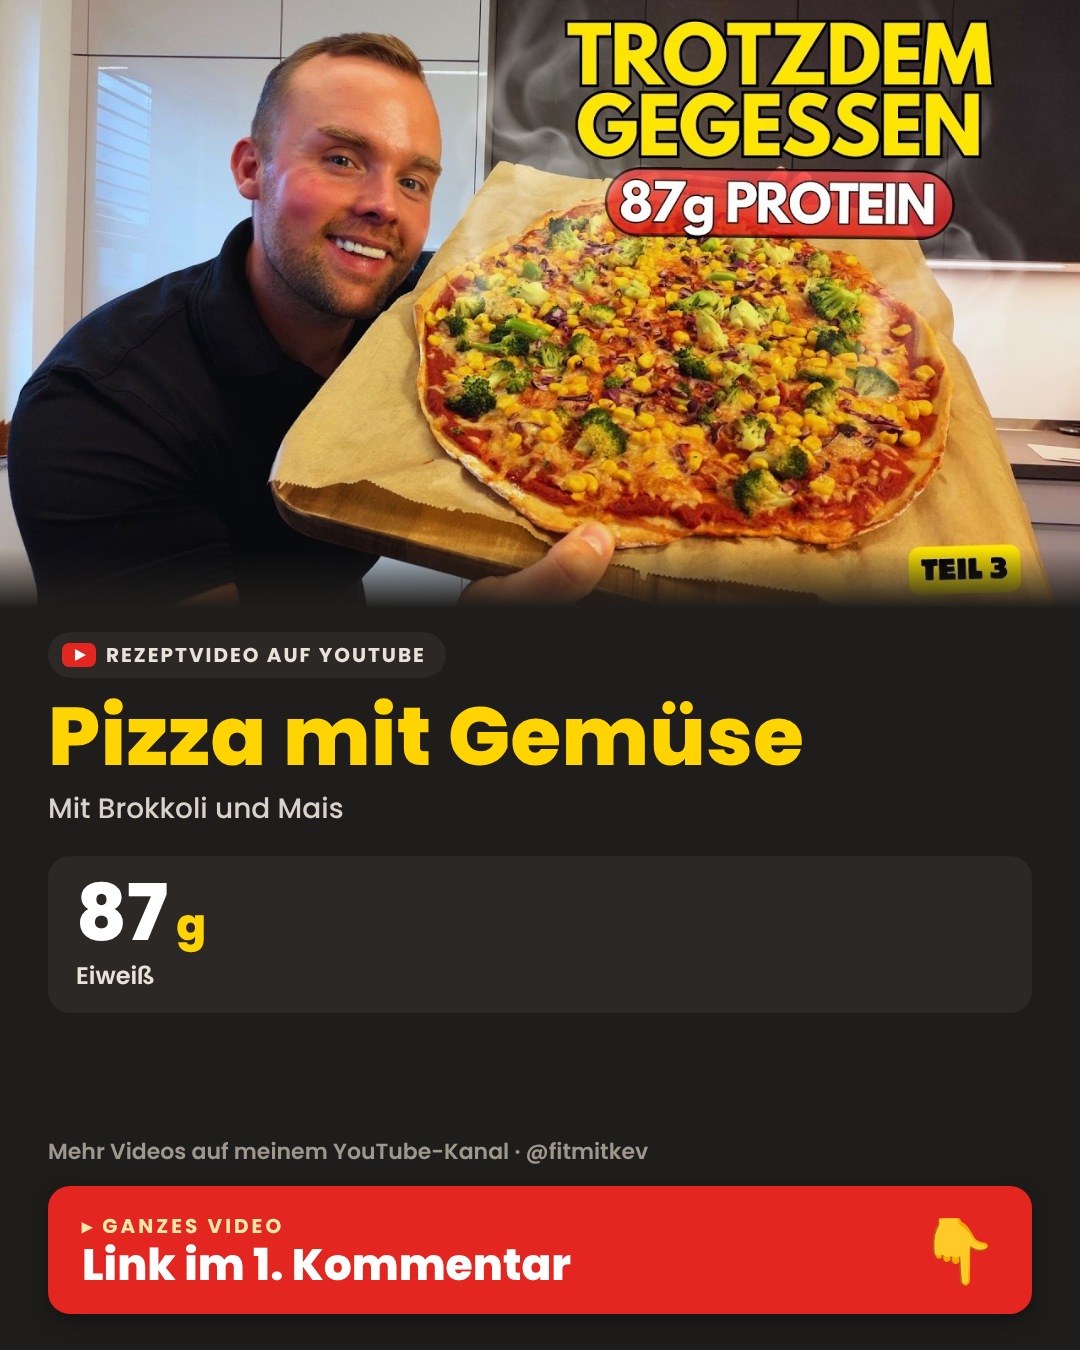 TROTZDEM
GEGESSEN
87g PROTEIN
TEIL 3
REZEPTVIDEO AUF YOUTUBE
Pizza mit Gemüse
Mit Brokkoli und Mais
87 g
Eiweiß
Mehr Videos auf meinem YouTube-Kanal · @fitmitkev
▸ GANZES VIDEO
Link im 1. Kommentar